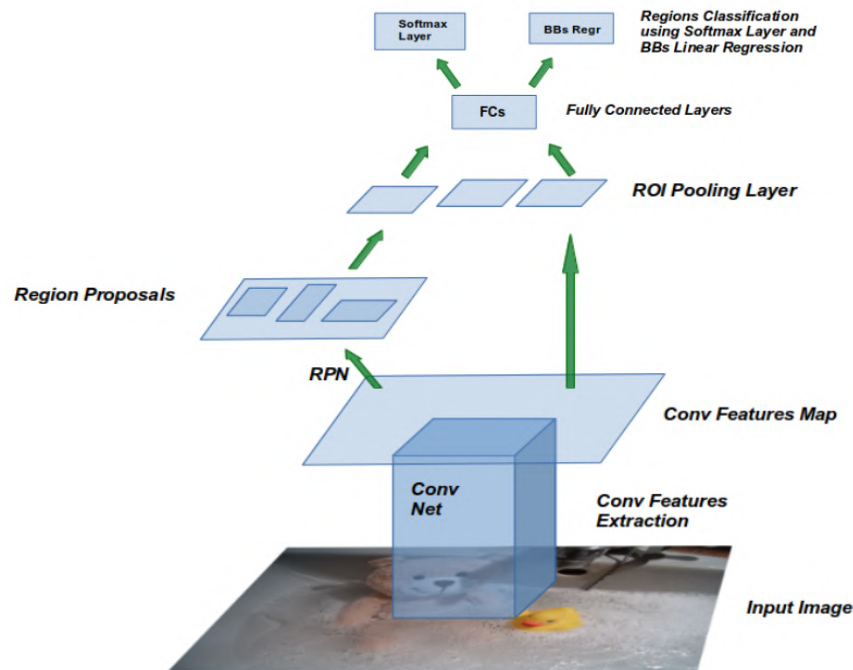 Softmax
Layer
BBs Regr
Regions Classification
using Softmax Layer and
BBs Linear Regression
FCs
Fully Connected Layers
ROI Pooling Layer
Region Proposals
RPN
Conv Features Map
Conv
Net
Conv Features
Extraction
Input Image